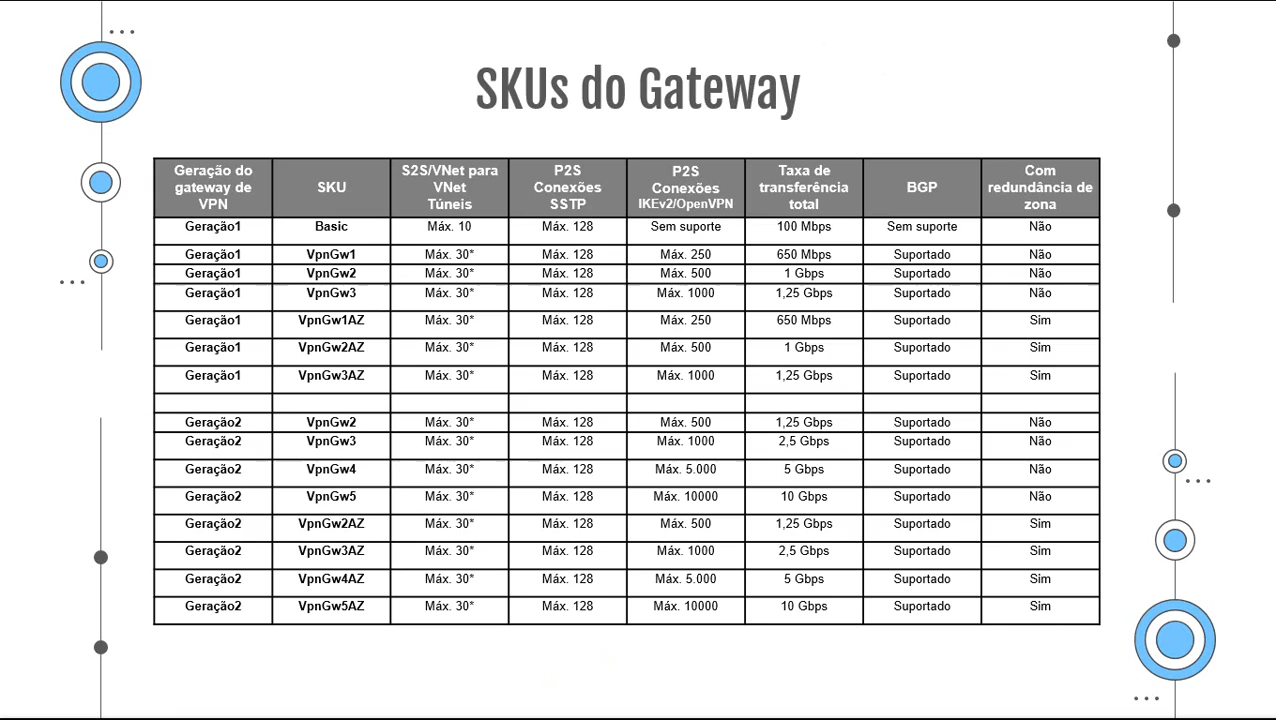 SKUs do Gateway
Geração do gateway de VPN | SKU | S2S/VNet para VNet Túneis | P2S Conexões SSTP | P2S Conexões IKEv2/OpenVPN | Taxa de transferência total | BGP | Com redundância de zona
Geração1 | Basic | Máx. 10 | Máx. 128 | Sem suporte | 100 Mbps | Sem suporte | Não
Geração1 | VpnGw1 | Máx. 30* | Máx. 128 | Máx. 250 | 650 Mbps | Suportado | Não
Geração1 | VpnGw2 | Máx. 30* | Máx. 128 | Máx. 500 | 1 Gbps | Suportado | Não
Geração1 | VpnGw3 | Máx. 30* | Máx. 128 | Máx. 1000 | 1,25 Gbps | Suportado | Não
Geração1 | VpnGw1AZ | Máx. 30* | Máx. 128 | Máx. 250 | 650 Mbps | Suportado | Sim
Geração1 | VpnGw2AZ | Máx. 30* | Máx. 128 | Máx. 500 | 1 Gbps | Suportado | Sim
Geração1 | VpnGw3AZ | Máx. 30* | Máx. 128 | Máx. 1000 | 1,25 Gbps | Suportado | Sim
Geração2 | VpnGw2 | Máx. 30* | Máx. 128 | Máx. 500 | 1,25 Gbps | Suportado | Não
Geração2 | VpnGw3 | Máx. 30* | Máx. 128 | Máx. 1000 | 2,5 Gbps | Suportado | Não
Geração2 | VpnGw4 | Máx. 30* | Máx. 128 | Máx. 5.000 | 5 Gbps | Suportado | Não
Geração2 | VpnGw5 | Máx. 30* | Máx. 128 | Máx. 10000 | 10 Gbps | Suportado | Não
Geração2 | VpnGw2AZ | Máx. 30* | Máx. 128 | Máx. 500 | 1,25 Gbps | Suportado | Sim
Geração2 | VpnGw3AZ | Máx. 30* | Máx. 128 | Máx. 1000 | 2,5 Gbps | Suportado | Sim
Geração2 | VpnGw4AZ | Máx. 30* | Máx. 128 | Máx. 5.000 | 5 Gbps | Suportado | Sim
Geração2 | VpnGw5AZ | Máx. 30* | Máx. 128 | Máx. 10000 | 10 Gbps | Suportado | Sim